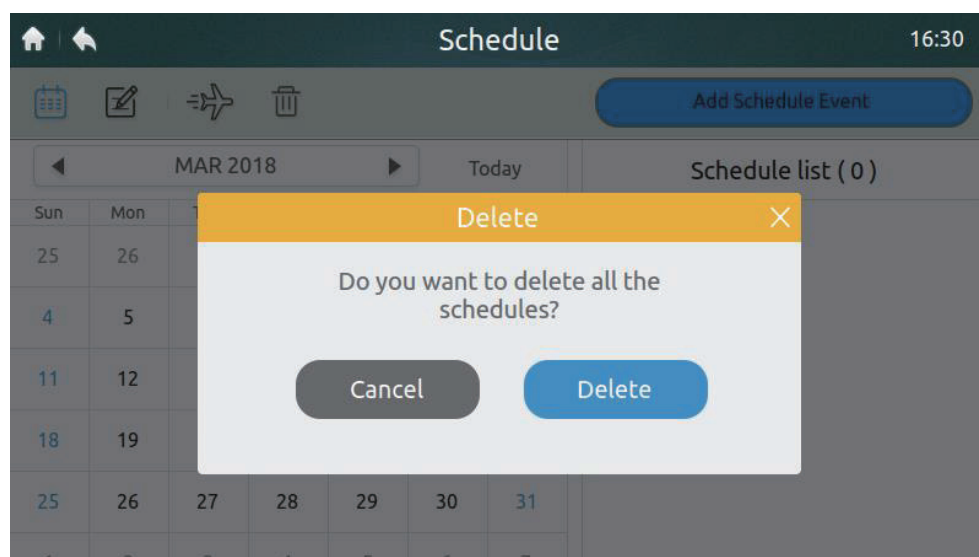 Schedule
16:30
Add Schedule Event
MAR 2018
Today
Schedule list ( 0 )
Sun Mon
Delete
25 26
Do you want to delete all the
schedules?
4 5
11 12
Cancel Delete
18 19
25 26 27 28 29 30 31